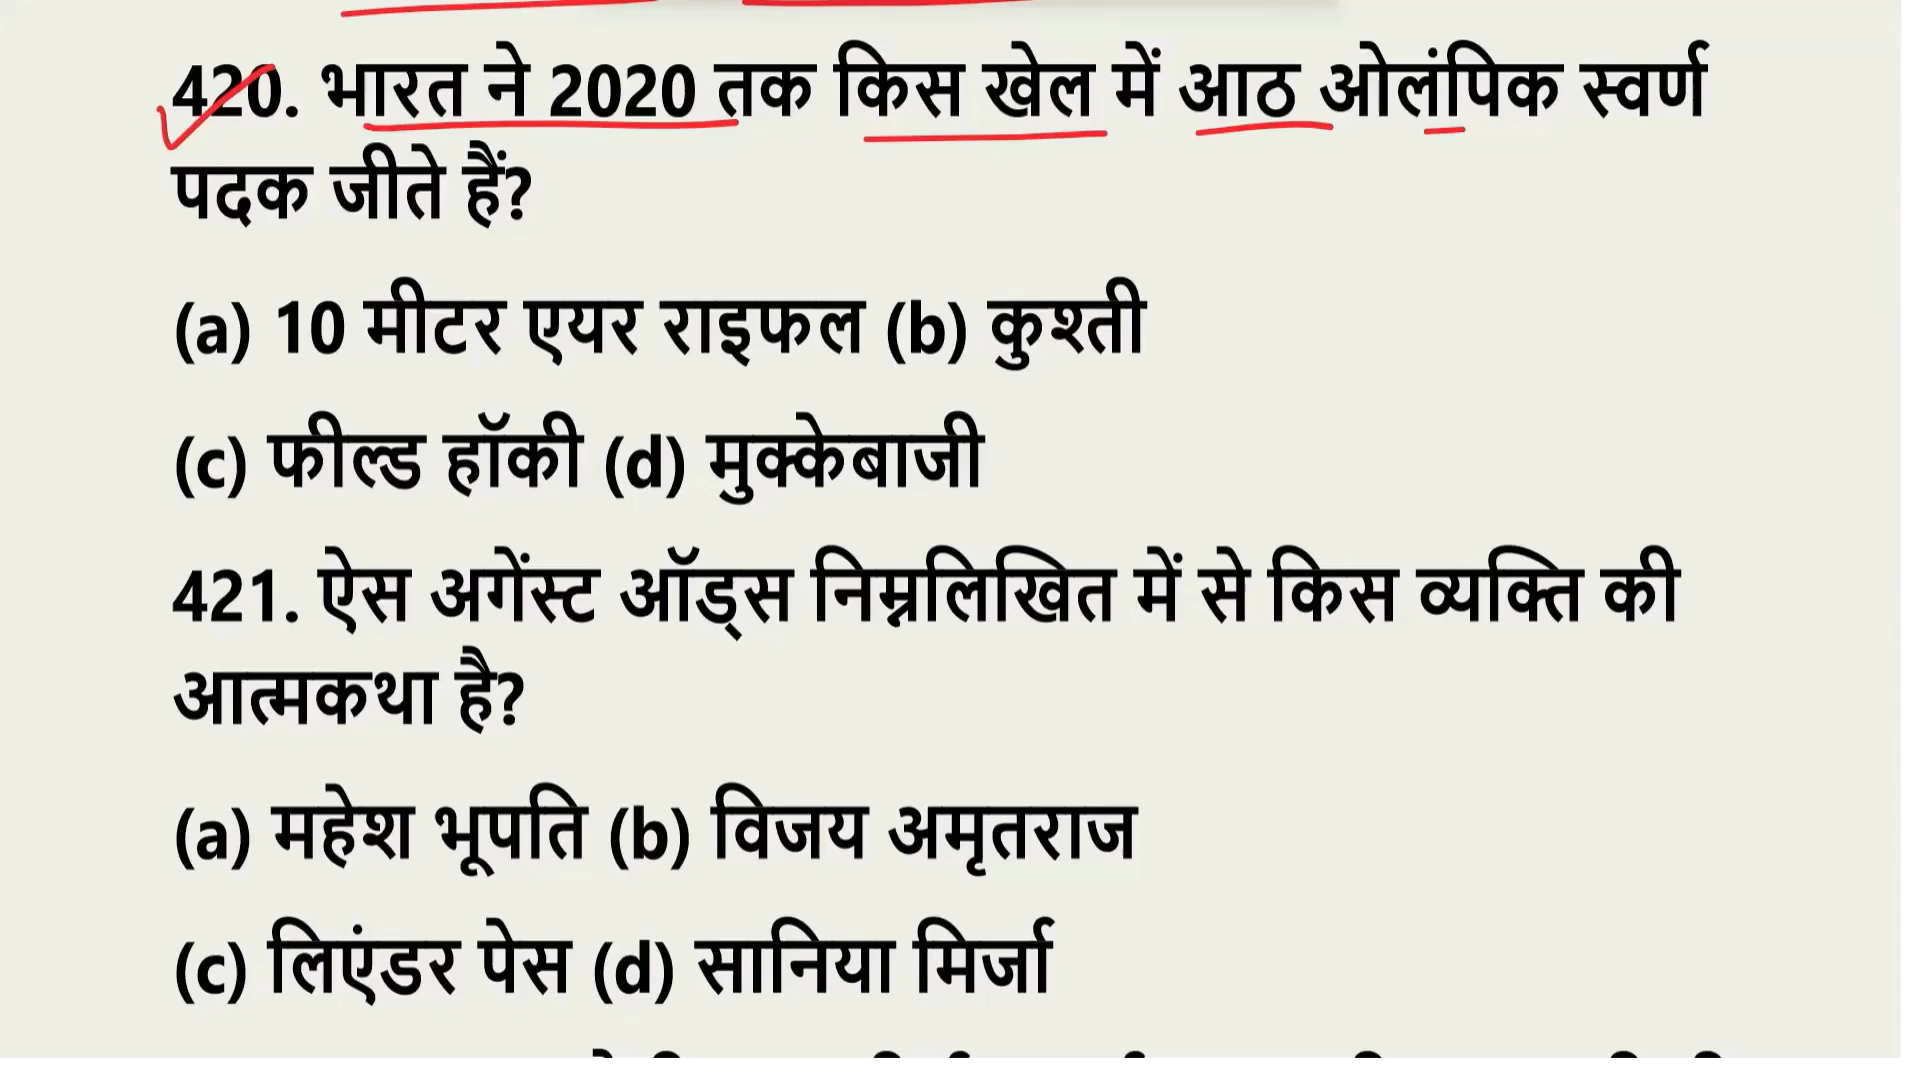 420. भारत ने 2020 तक किस खेल में आठ ओलंपिक स्वर्ण
पदक जीते हैं?
(a) 10 मीटर एयर राइफल (b) कुश्ती
(c) फील्ड हॉकी (d) मुक्केबाजी
421. ऐस अगेंस्ट ऑड्स निम्नलिखित में से किस व्यक्ति की
आत्मकथा है?
(a) महेश भूपति (b) विजय अमृतराज
(c) लिएंडर पेस (d) सानिया मिर्जा